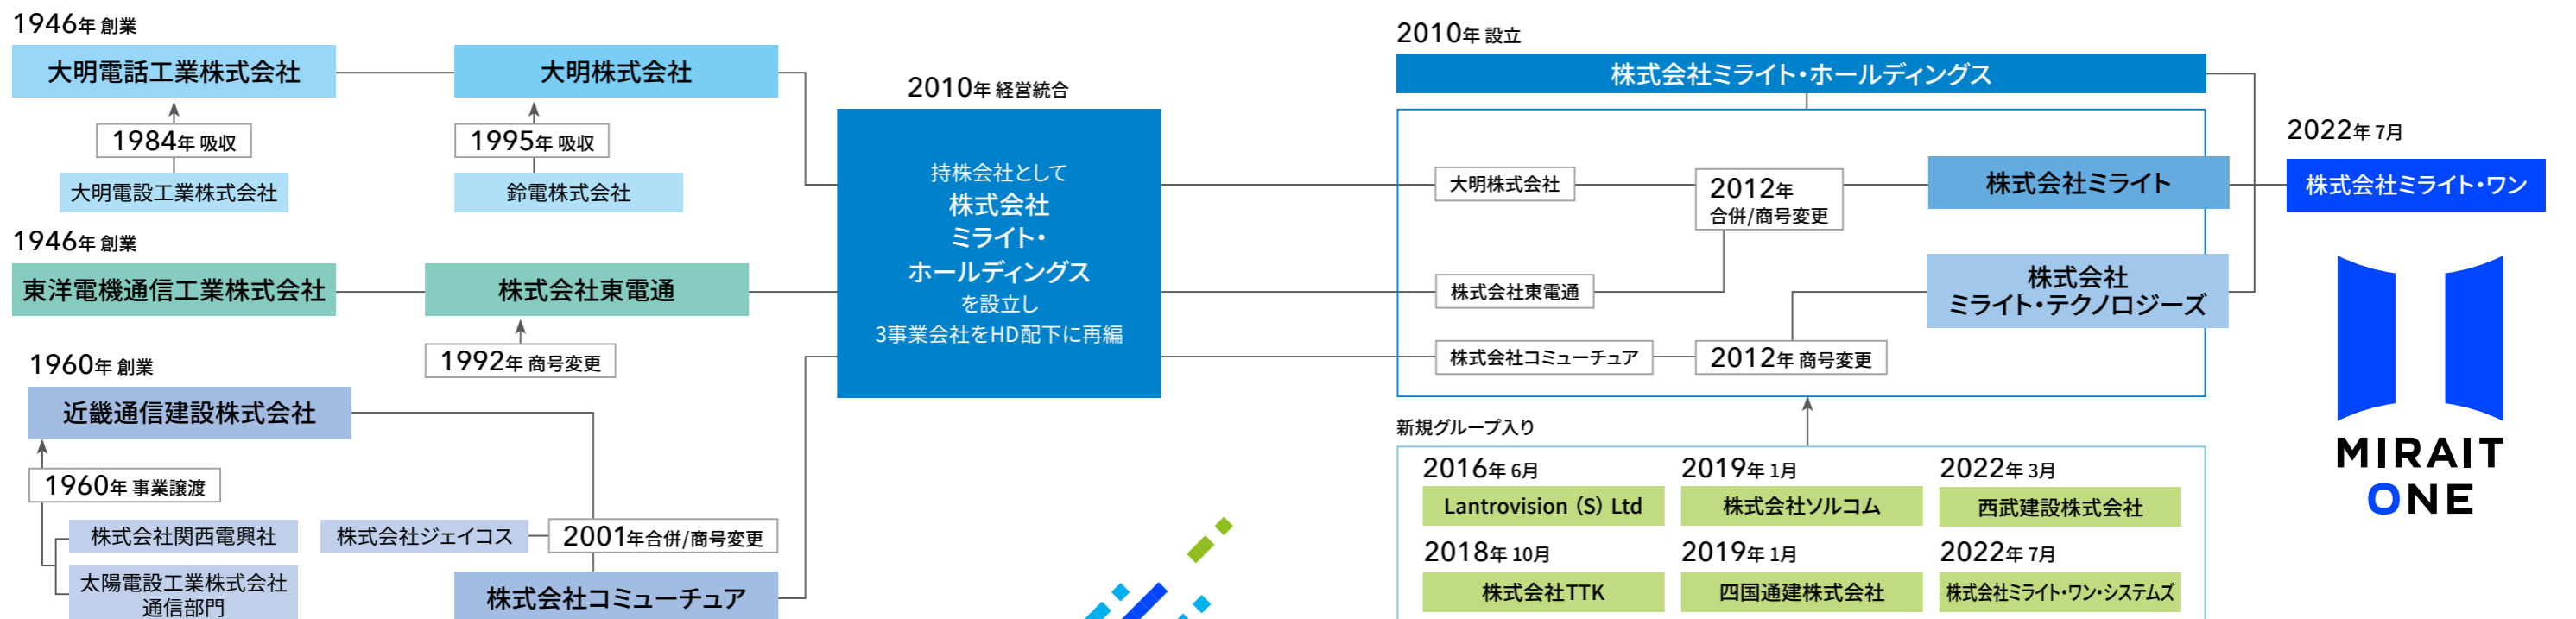 1946年 創業
大明電話工業株式会社
大明株式会社
1984年 吸収
1995年 吸収
大明電設工業株式会社
鈴電株式会社
1946年 創業
東洋電機通信工業株式会社
株式会社東電通
1992年 商号変更
1960年 創業
近畿通信建設株式会社
1960年 事業譲渡
株式会社関西電興社
太陽電設工業株式会社
通信部門
株式会社ジェイコス
2001年合併/商号変更
株式会社コミューチュア
2010年 経営統合
持株会社として
株式会社
ミライト・
ホールディングス
を設立し
3事業会社をHD配下に再編
2010年 設立
株式会社ミライト・ホールディングス
大明株式会社
2012年
合併/商号変更
株式会社ミライト
株式会社東電通
株式会社
ミライト・テクノロジーズ
株式会社コミューチュア
2012年 商号変更
新規グループ入り
2016年 6月
Lantrovision (S) Ltd
2019年 1月
株式会社ソルコム
2022年 3月
西武建設株式会社
2018年 10月
株式会社TTK
2019年 1月
四国通建株式会社
2022年 7月
株式会社ミライト・ワン・システムズ
2022年 7月
株式会社ミライト・ワン
MIRAIT
ONE